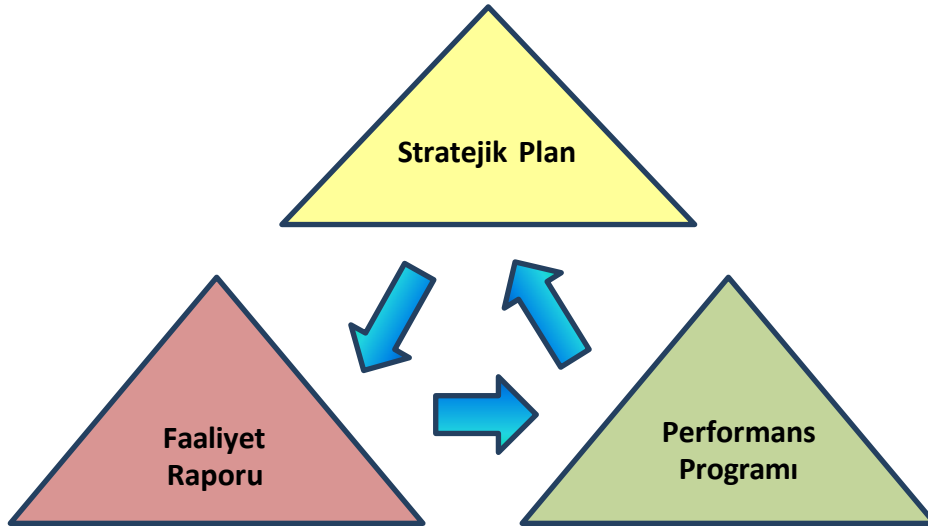 Stratejik Plan
Faaliyet
Raporu
Performans
Programı